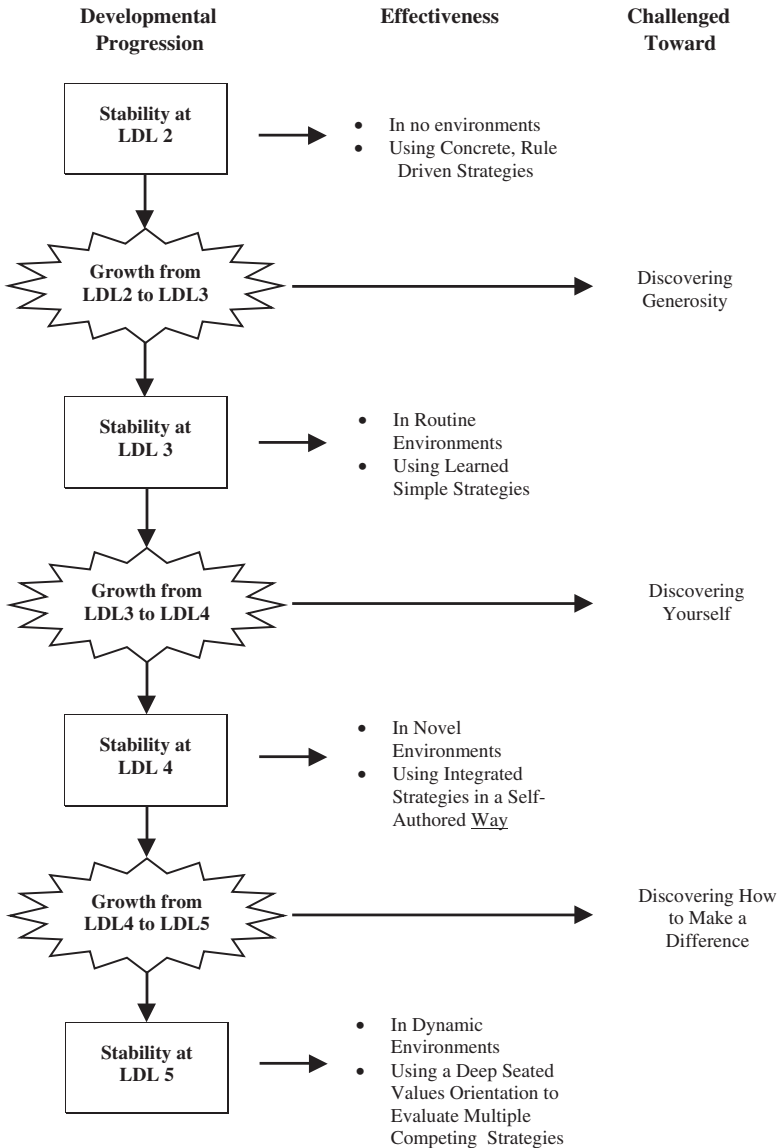 Developmental
Progression
Effectiveness
Challenged
Toward
Stability at
LDL 2
• In no environments
• Using Concrete, Rule
Driven Strategies
Growth from
LDL2 to LDL3
Discovering
Generosity
Stability at
LDL 3
• In Routine
Environments
• Using Learned
Simple Strategies
Growth from
LDL3 to LDL4
Discovering
Yourself
Stability at
LDL 4
• In Novel
Environments
• Using Integrated
Strategies in a Self-
Authored Way
Growth from
LDL4 to LDL5
Discovering How
to Make a
Difference
Stability at
LDL 5
• In Dynamic
Environments
• Using a Deep Seated
Values Orientation to
Evaluate Multiple
Competing Strategies